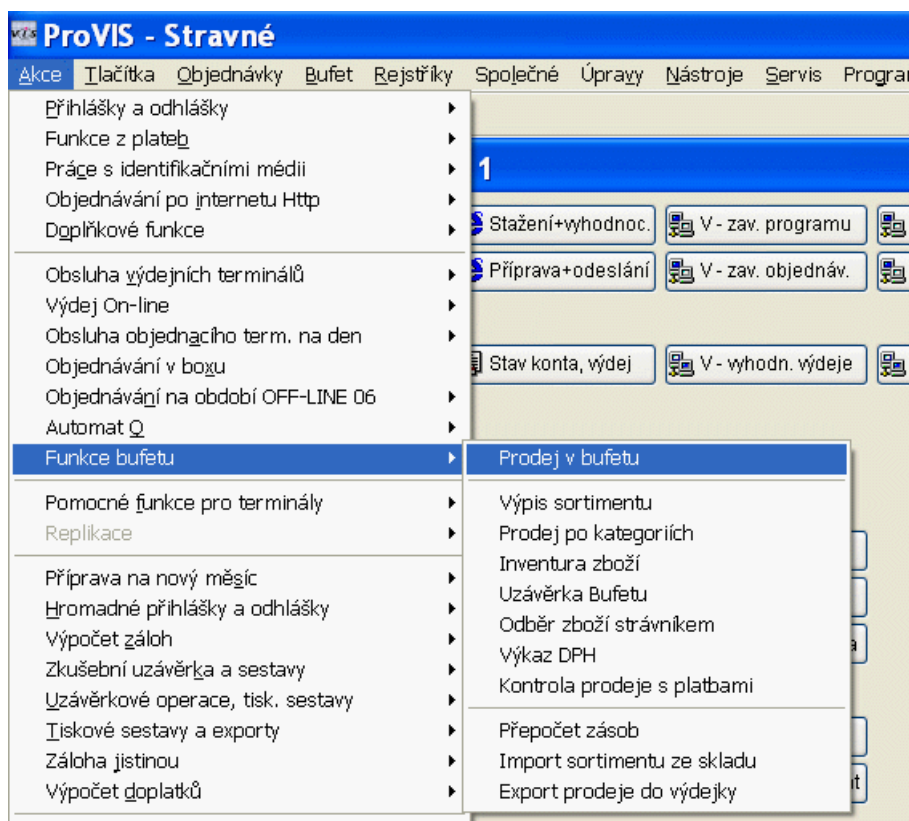 VIS ProVIS - Stravné
Akce Tlačítka Objednávky Bufet Rejstříky Společné Úpravy Nástroje Servis
Přihlášky a odhlášky
Funkce z plateb
Práce s identifikačními médii
1
Objednávání po internetu Http
Doplňkové funkce
Stažení+vyhodnoc. V - zav. programu
Obsluha výdejních terminálů
Příprava+odeslání V - zav. objednáv.
Výdej On-line
Obsluha objednacího term. na den
Objednávání v boxu
Stav konta, výdej V - vyhodn. výdeje
Objednávání na období OFF-LINE 06
Automat Q
Funkce bufetu
Prodej v bufetu
Pomocné funkce pro terminály
Výpis sortimentu
Replikace
Prodej po kategoriích
Inventura zboží
Příprava na nový měsíc
Uzávěrka Bufetu
Hromadné přihlášky a odhlášky
Odběr zboží strávníkem
Výpočet záloh
Výkaz DPH
Zkušební uzávěrka a sestavy
Kontrola prodeje s platbami
Uzávěrkové operace, tisk. sestavy
Tiskové sestavy a exporty
Přepočet zásob
Záloha jistinou
Import sortimentu ze skladu
Výpočet doplatků
Export prodeje do výdejky